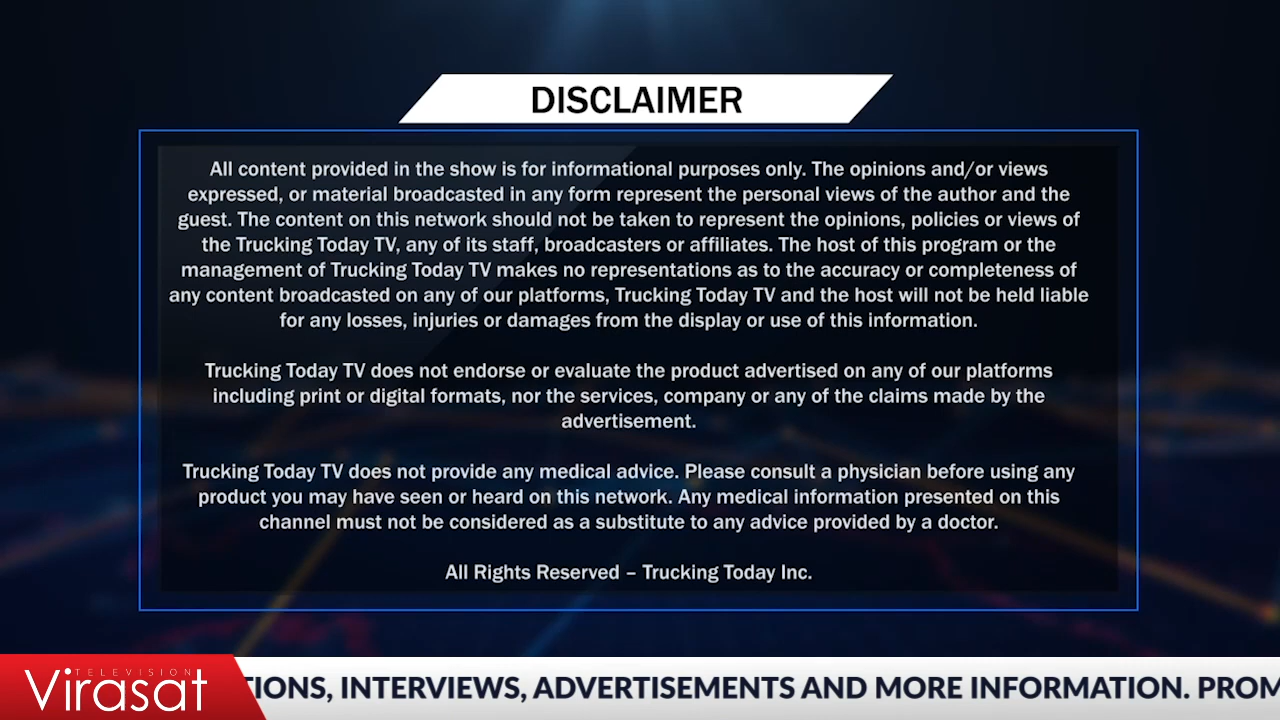 DISCLAIMER
All content provided in the show is for informational purposes only. The opinions and/or views
expressed, or material broadcasted in any form represent the personal views of the author and the
guest. The content on this network should not be taken to represent the opinions, policies or views of
the Trucking Today TV, any of its staff, broadcasters or affiliates. The host of this program or the
management of Trucking Today TV makes no representations as to the accuracy or completeness of
any content broadcasted on any of our platforms, Trucking Today TV and the host will not be held liable
for any losses, injuries or damages from the display or use of this information.
Trucking Today TV does not endorse or evaluate the product advertised on any of our platforms
including print or digital formats, nor the services, company or any of the claims made by the
advertisement.
Trucking Today TV does not provide any medical advice. Please consult a physician before using any
product you may have seen or heard on this network. Any medical information presented on this
channel must not be considered as a substitute to any advice provided by a doctor.
All Rights Reserved – Trucking Today Inc.
TELEVISION
Virasat
TIONS, INTERVIEWS, ADVERTISEMENTS AND MORE INFORMATION. PROM